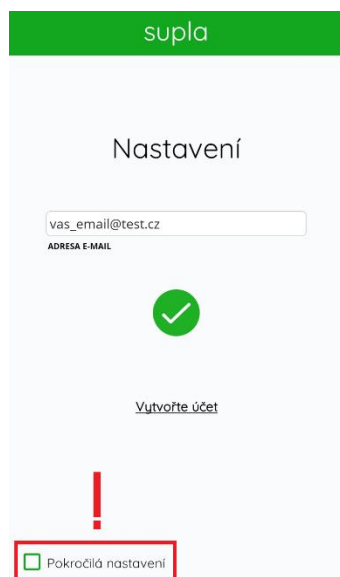 supla
Nastavení
vas_email@test.cz
ADRESA E-MAIL
Vytvořte účet
!
Pokročilá nastavení